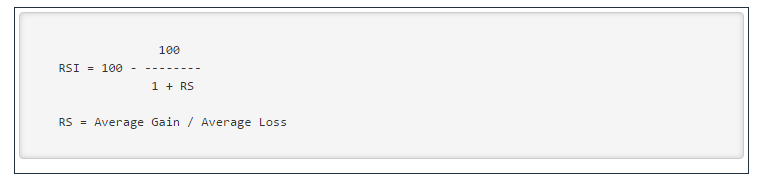 100
RSI = 100 - --------
1 + RS
RS = Average Gain / Average Loss